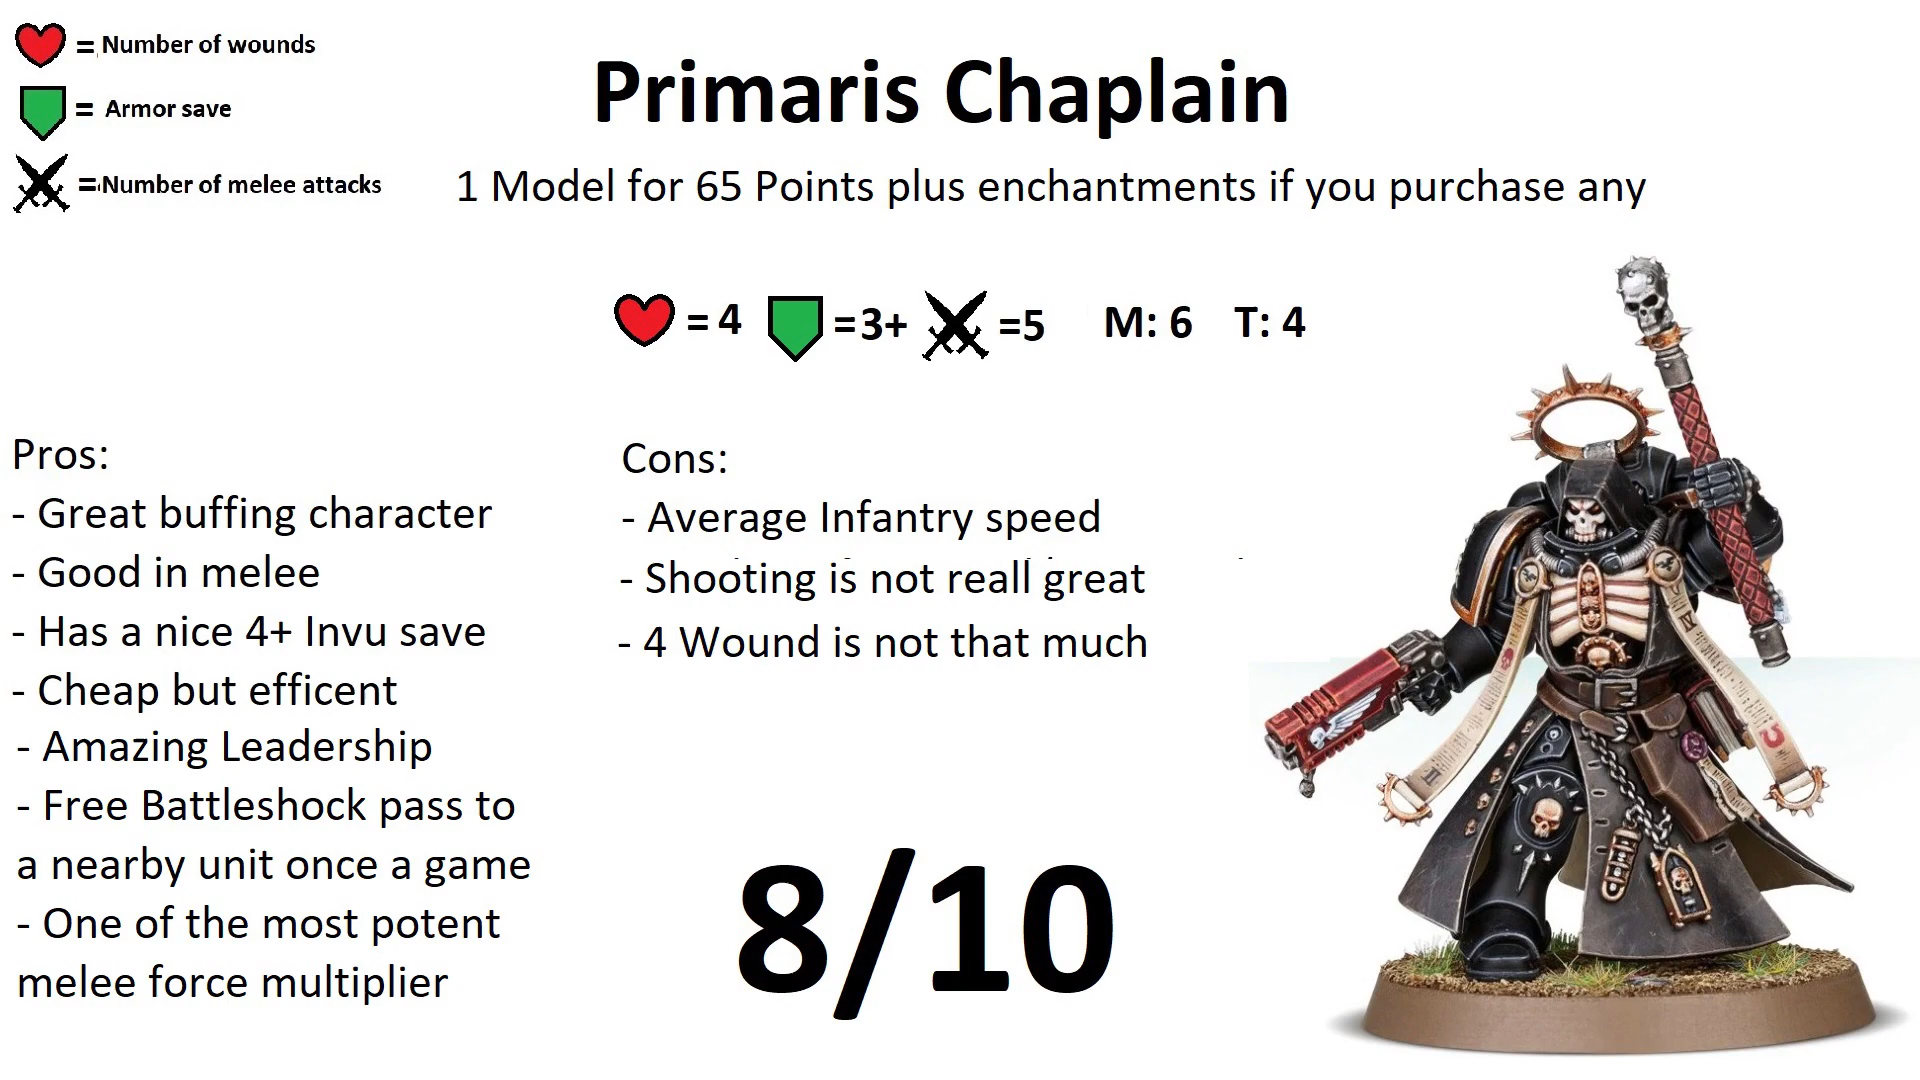 = Number of wounds
= Armor save
= Number of melee attacks
Primaris Chaplain
1 Model for 65 Points plus enchantments if you purchase any
= 4 =3+ =5 M: 6 T: 4
Pros:
- Great buffing character
- Good in melee
- Has a nice 4+ Invu save
- Cheap but efficent
- Amazing Leadership
- Free Battleshock pass to
a nearby unit once a game
- One of the most potent
melee force multiplier
Cons:
- Average Infantry speed
- Shooting is not reall great
- 4 Wound is not that much
8/10